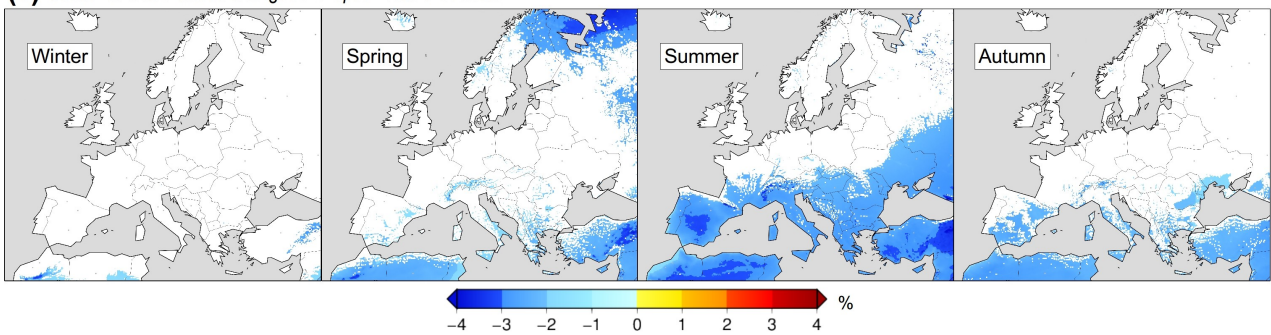 Winter
Spring
Summer
Autumn
%
−4 −3 −2 −1 0 1 2 3 4